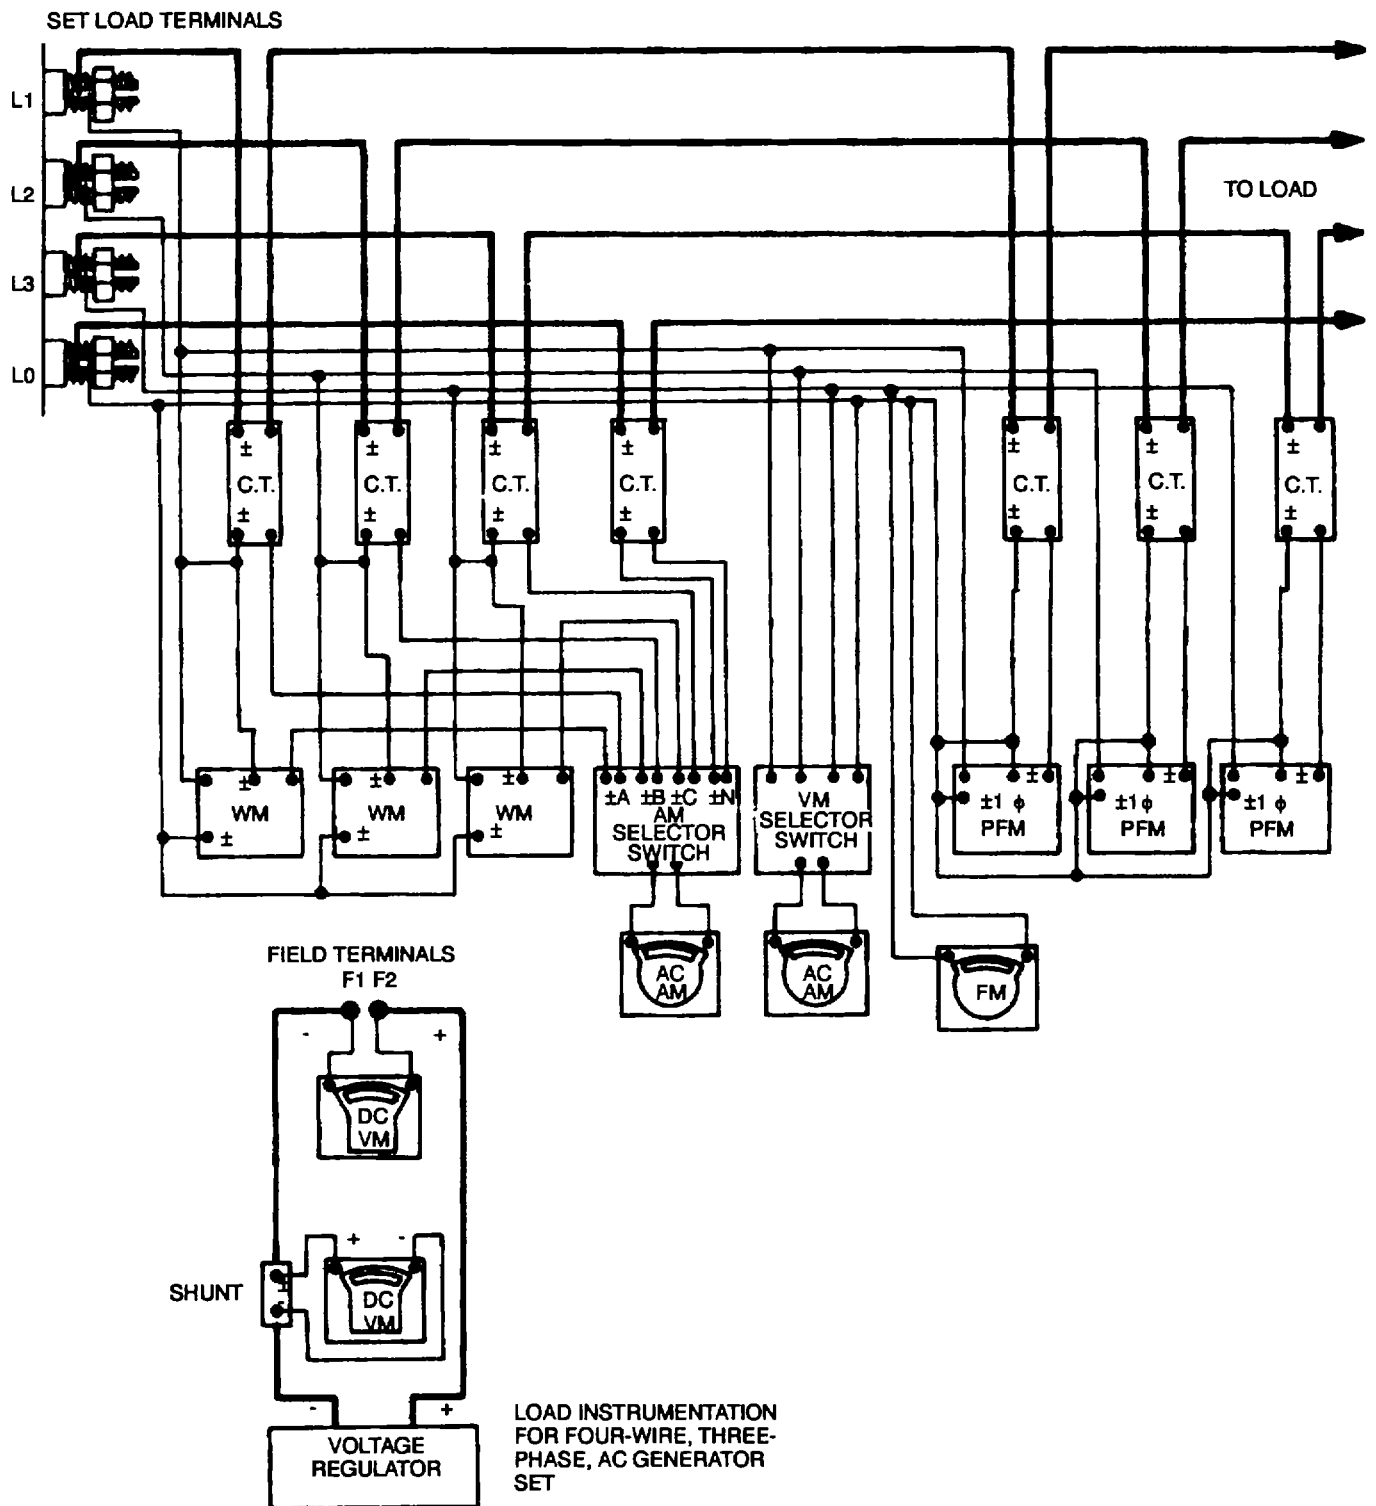 SET LOAD TERMINALS
L1
L2
TO LOAD
L3
L0
± ± ± ± ± ± ±
C.T. C.T. C.T. C.T. C.T. C.T. C.T.
± ± ± ± ± ± ±
± ± ± ± ± ±
WM WM WM
± ± ±
±A ±B ±C ±N
AM
SELECTOR
SWITCH
VM
SELECTOR
SWITCH
±1 ϕ ±1 ϕ ±1 ϕ
PFM PFM PFM
AC
AM
AC
AM
FM
FIELD TERMINALS
F1 F2
- +
DC
VM
+ -
SHUNT
±
-
DC
VM
- +
VOLTAGE
REGULATOR
LOAD INSTRUMENTATION
FOR FOUR-WIRE, THREE-
PHASE, AC GENERATOR
SET